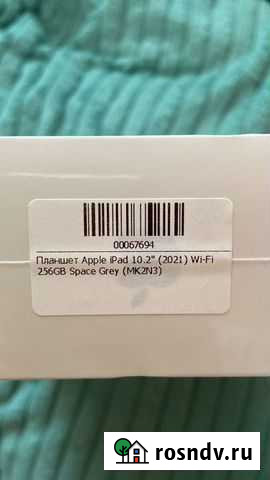 00067694
Планшет Apple iPad 10.2" (2021) Wi-Fi
256GB Space Grey (MK2N3)
rosndv.ru